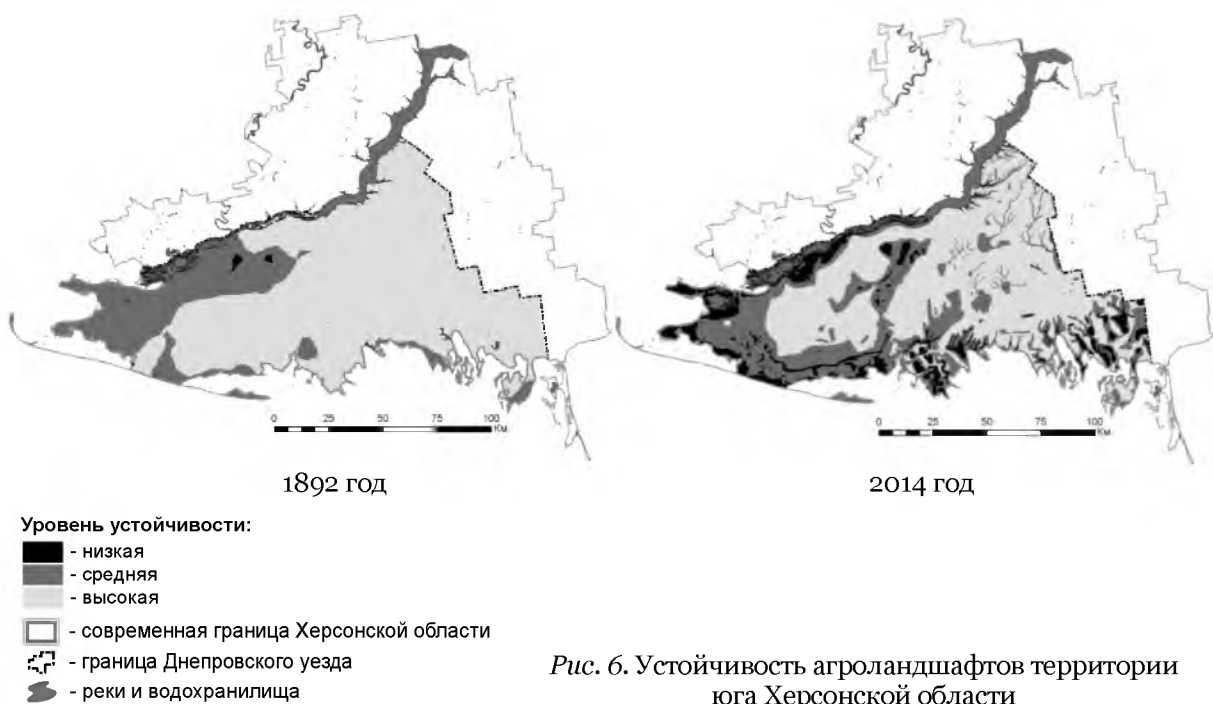 0 25 50 75 100
Км
0 25 50 75 100
Км
1892 год
2014 год
Уровень устойчивости:
- низкая
- средняя
- высокая
- современная граница Херсонской области
- граница Днепровского уезда
- реки и водохранилища
Рис. 6. Устойчивость агроландшафтов территории
юга Херсонской области